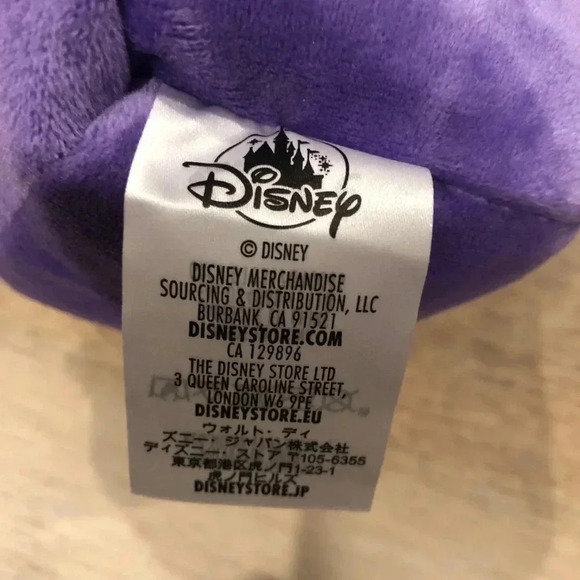 DISNEY
© DISNEY
DISNEY MERCHANDISE
SOURCING & DISTRIBUTION, LLC
BURBANK, CA 91521
DISNEYSTORE.COM
CA 129896
THE DISNEY STORE LTD
3 QUEEN CAROLINE STREET,
LONDON W6 9PE
DISNEYSTORE.EU
ウォルト・ディ
ズニー・ジャパン株式会社
ディズニー・ストア 〒105-6355
東京都港区虎ノ門1-23-1
虎ノ門ヒルズ
DISNEYSTORE.JP